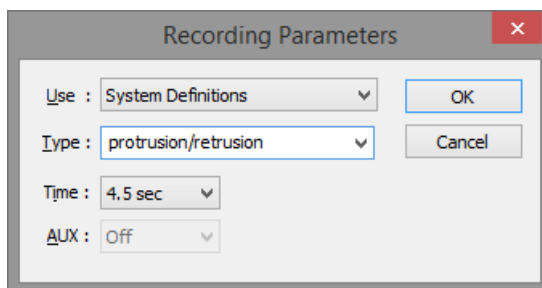 Recording Parameters
Use : System Definitions OK
Type : protrusion/retrusion Cancel
Time : 4.5 sec
AUX : Off